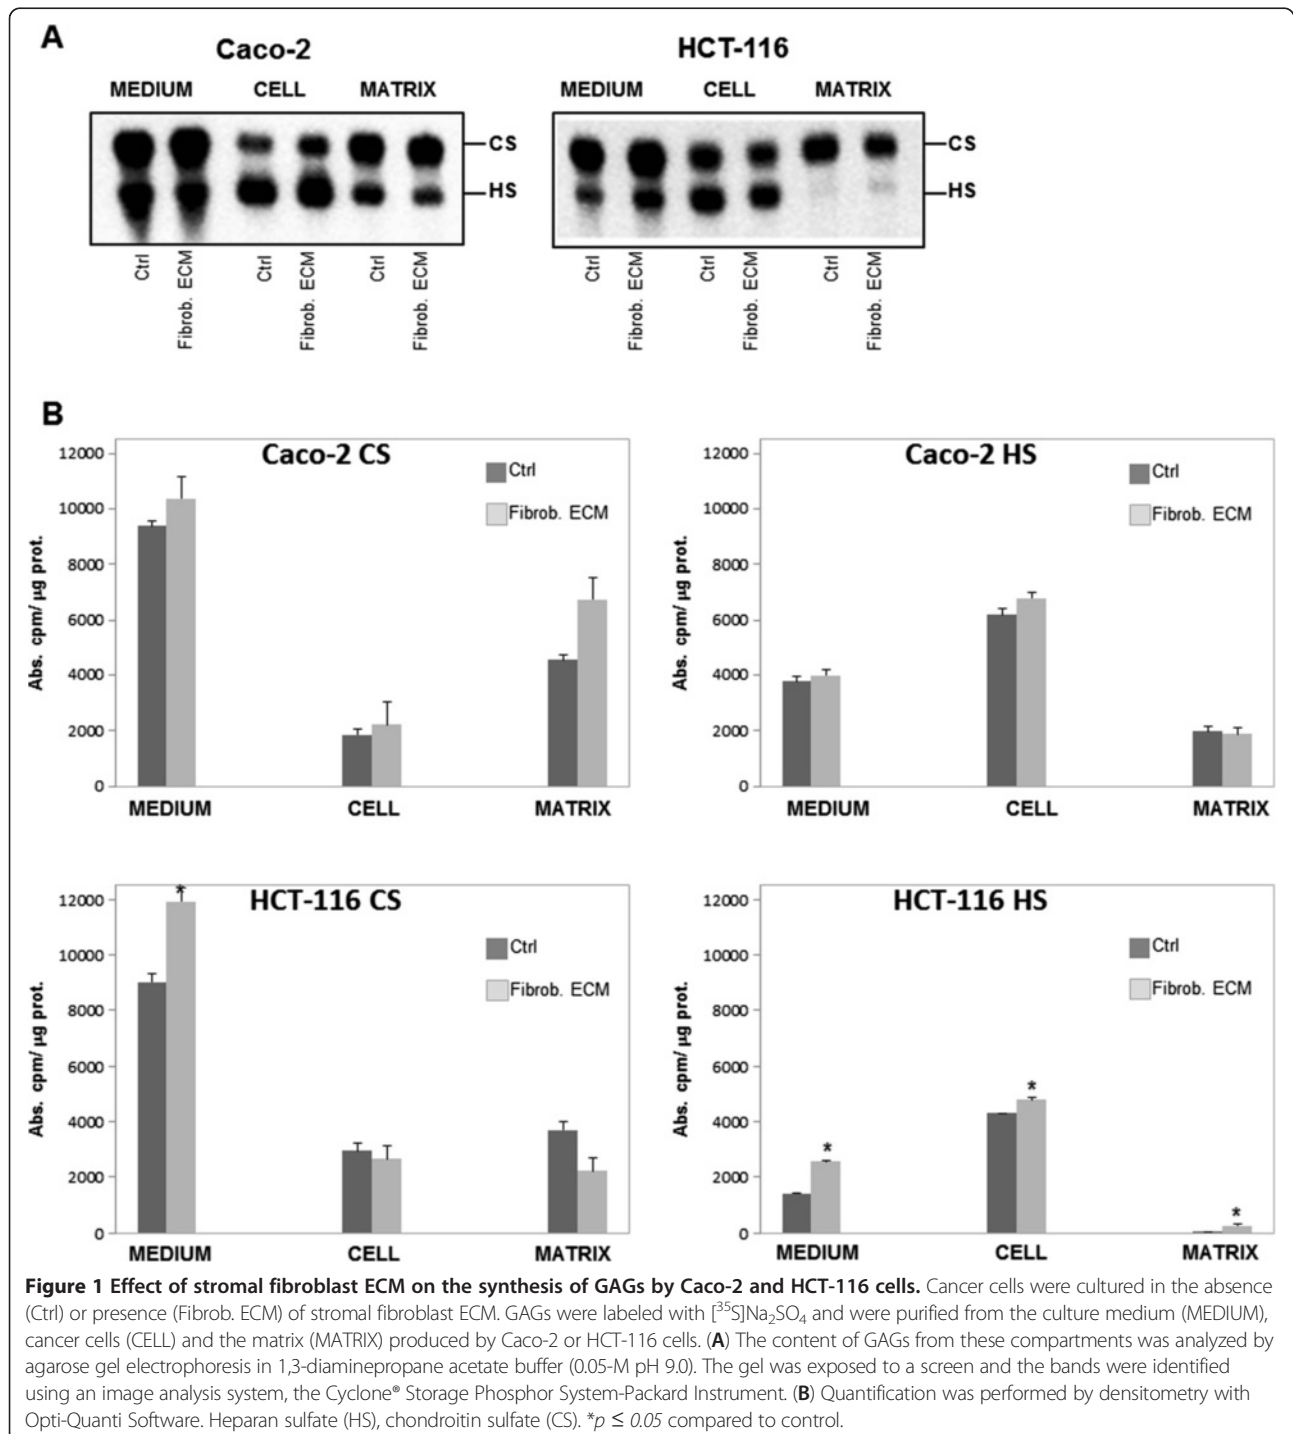 A
Caco-2
HCT-116
MEDIUM CELL MATRIX
MEDIUM CELL MATRIX
CS
HS
CS
HS
Ctrl
Fibrob. ECM
Ctrl
Fibrob. ECM
Ctrl
Fibrob. ECM
Ctrl
Fibrob. ECM
Ctrl
Fibrob. ECM
Ctrl
Fibrob. ECM
B
Caco-2 CS
Ctrl
Fibrob. ECM
Abs. cpm/ µg prot.
12000
10000
8000
6000
4000
2000
0
MEDIUM CELL MATRIX
Caco-2 HS
Ctrl
Fibrob. ECM
Abs. cpm/ µg prot.
12000
10000
8000
6000
4000
2000
0
MEDIUM CELL MATRIX
HCT-116 CS
Ctrl
Fibrob. ECM
Abs. cpm/ µg prot.
12000
10000
8000
6000
4000
2000
0
*
MEDIUM CELL MATRIX
HCT-116 HS
Ctrl
Fibrob. ECM
Abs. cpm/ µg prot.
12000
10000
8000
6000
4000
2000
0
*
*
*
MEDIUM CELL MATRIX
Figure 1 Effect of stromal fibroblast ECM on the synthesis of GAGs by Caco-2 and HCT-116 cells. Cancer cells were cultured in the absence
(Ctrl) or presence (Fibrob. ECM) of stromal fibroblast ECM. GAGs were labeled with [³⁵S]Na₂SO₄ and were purified from the culture medium (MEDIUM),
cancer cells (CELL) and the matrix (MATRIX) produced by Caco-2 or HCT-116 cells. (A) The content of GAGs from these compartments was analyzed by
agarose gel electrophoresis in 1,3-diaminepropane acetate buffer (0.05-M pH 9.0). The gel was exposed to a screen and the bands were identified
using an image analysis system, the Cyclone® Storage Phosphor System-Packard Instrument. (B) Quantification was performed by densitometry with
Opti-Quanti Software. Heparan sulfate (HS), chondroitin sulfate (CS). *p ≤ 0.05 compared to control.